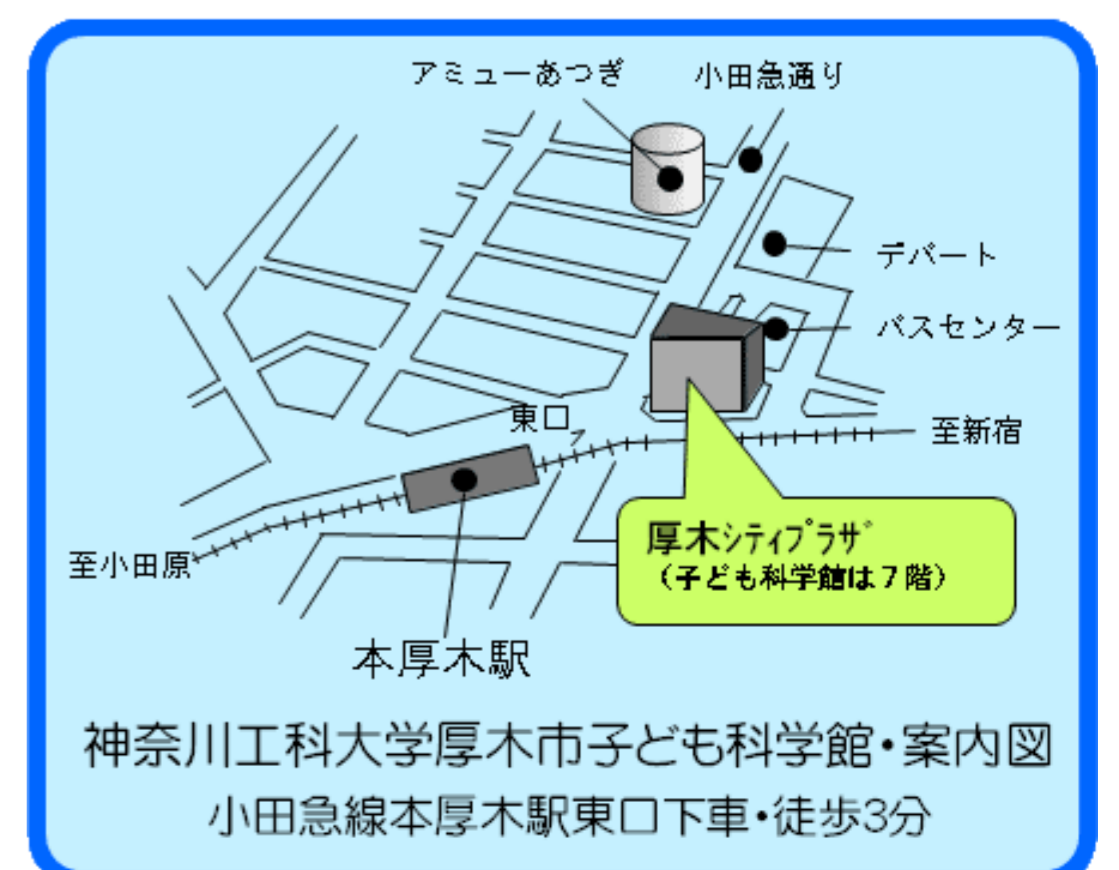 アミューあつぎ
小田急通り
デパート
バスセンター
東口
至新宿
厚木シティプラザ
（子ども科学館は７階）
至小田原
本厚木駅
神奈川工科大学厚木市子ども科学館・案内図
小田急線本厚木駅東口下車・徒歩3分